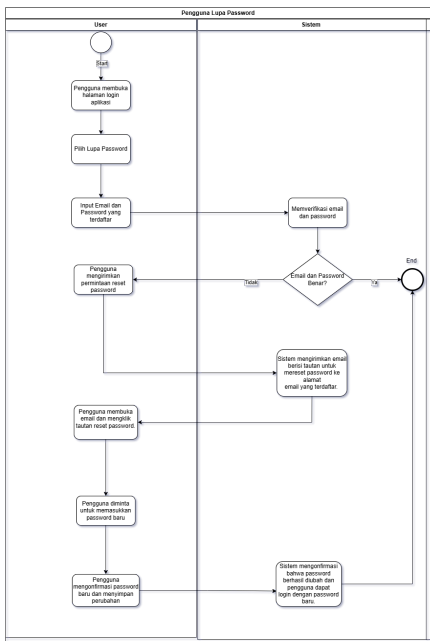 Pengguna Lupa Password
User
Sistem
Start
Pengguna membuka
halaman login
aplikasi
Pilih Lupa Password
Input Email dan
Password yang
terdaftar
Memverifikasi email
dan password
Email dan Password
Benar?
Tidak
Ya
End
Pengguna
mengirimkan
permintaan reset
password
Sistem mengirimkan email
berisi tautan untuk
mereset password ke
alamat
email yang terdaftar.
Pengguna membuka
email dan mengklik
tautan reset password.
Pengguna diminta
untuk memasukkan
password baru
Pengguna
mengonfirmasi password
baru dan menyimpan
perubahan
Sistem mengonfirmasi
bahwa password
berhasil diubah dan
pengguna dapat
login dengan password
baru.